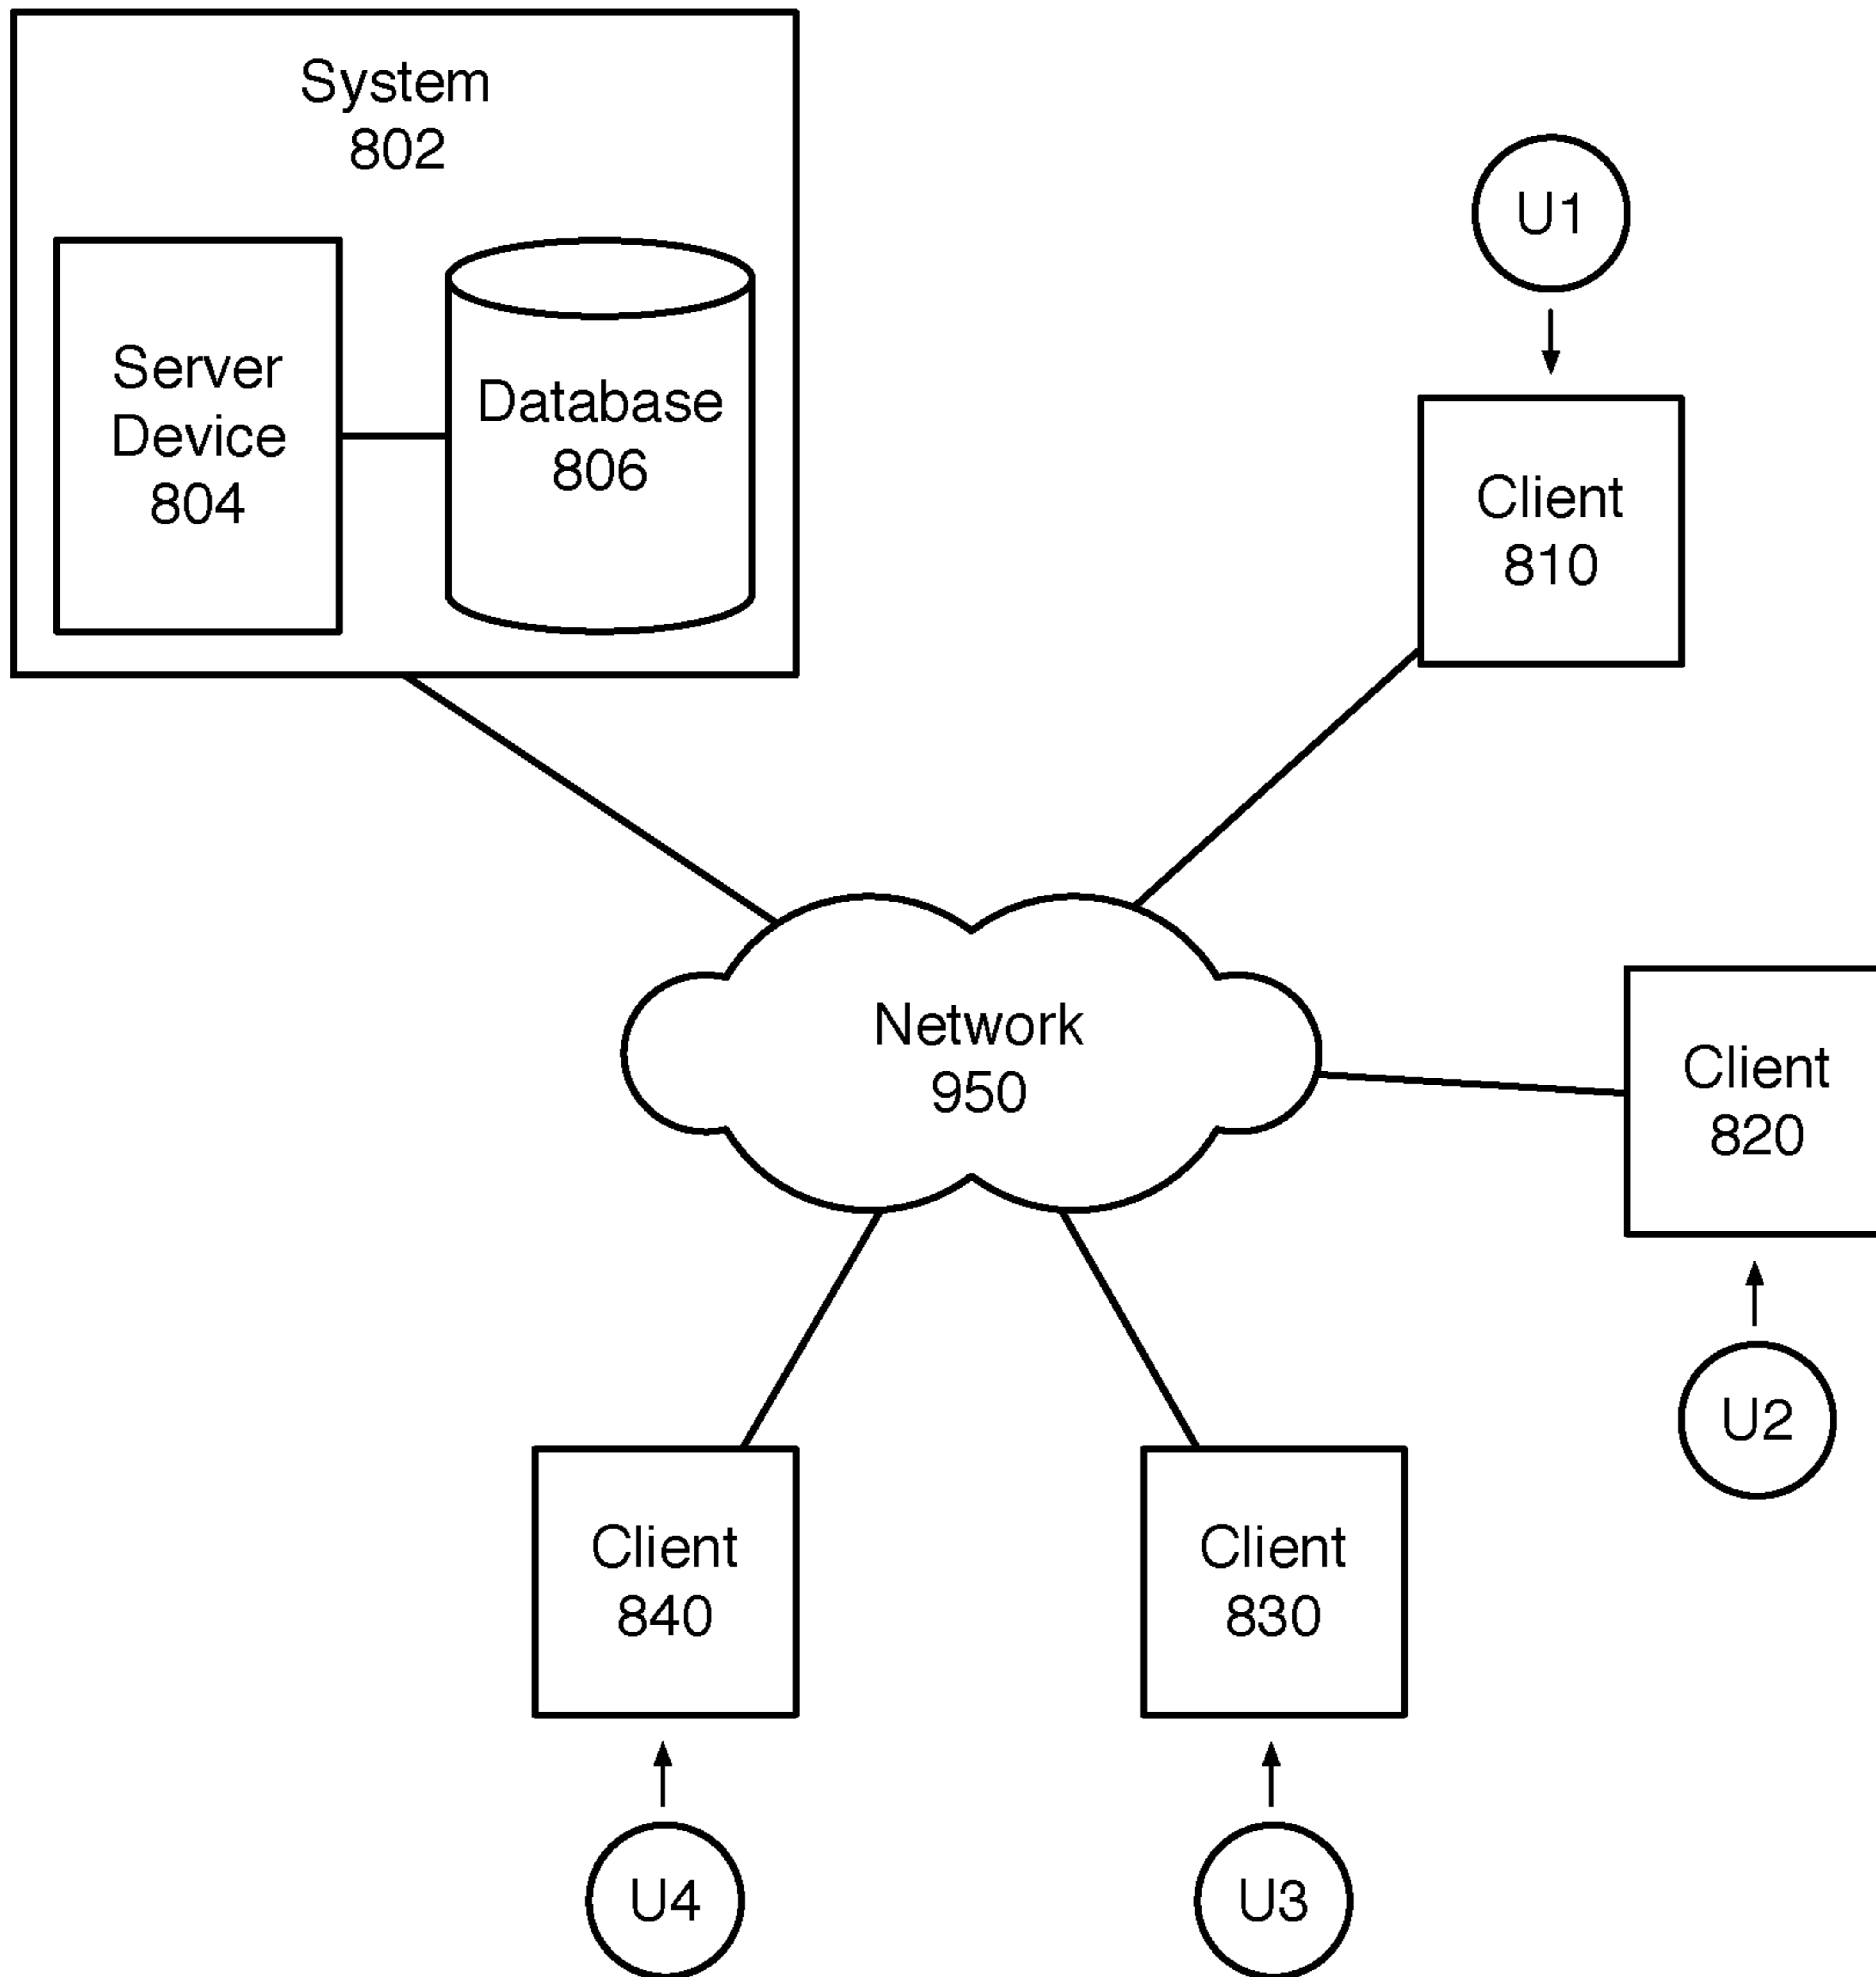 System
802
Server
Device
804
Database
806
U1
Client
810
Network
950
Client
820
U2
Client
840
Client
830
U4
U3